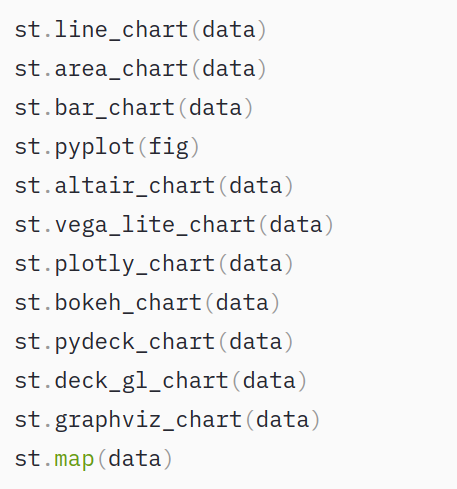 st.line_chart(data)
st.area_chart(data)
st.bar_chart(data)
st.pyplot(fig)
st.altair_chart(data)
st.vega_lite_chart(data)
st.plotly_chart(data)
st.bokeh_chart(data)
st.pydeck_chart(data)
st.deck_gl_chart(data)
st.graphviz_chart(data)
st.map(data)